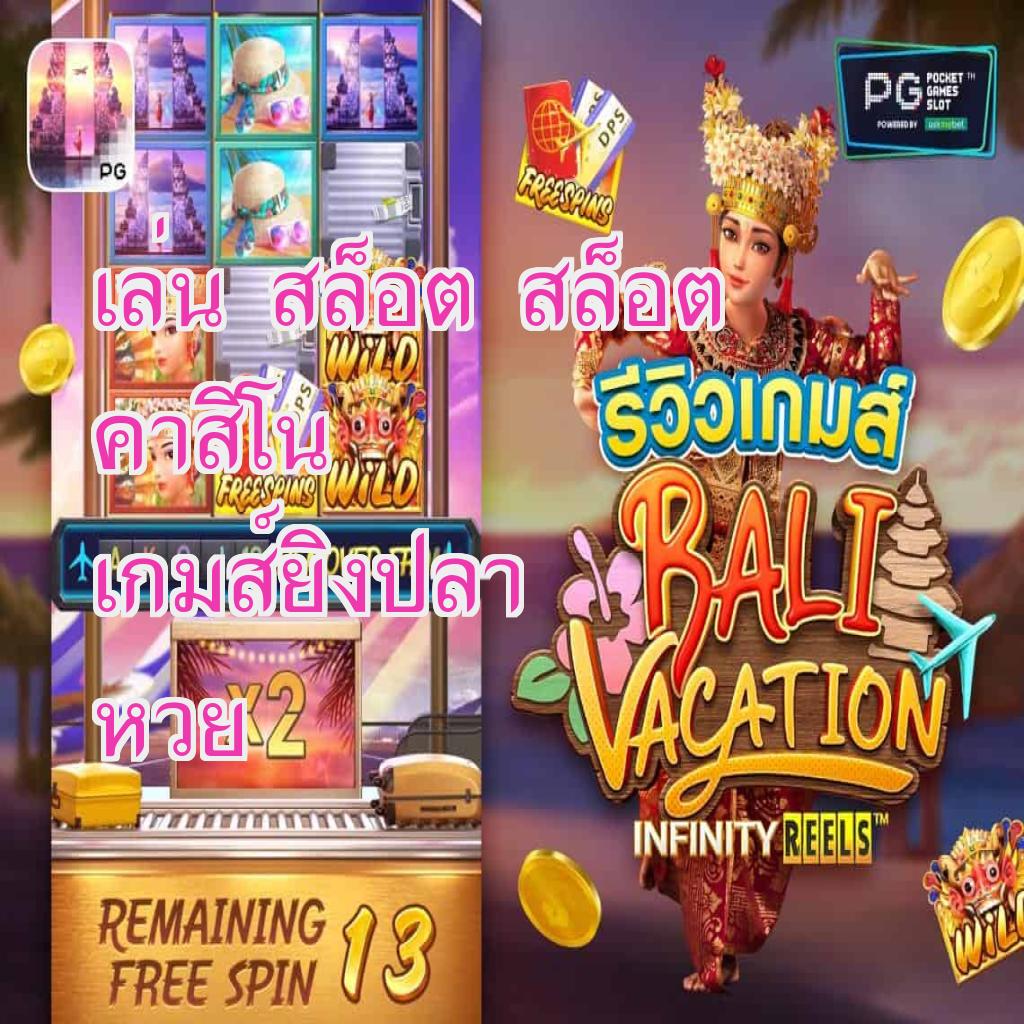 PG
เล่น สล็อต สล็อต
คาสิโน
เกมส์ยิงปลา
หวย
WILD
FREESPINS
WILD
x2
REMAINING
FREE SPIN
13
DPS
FREESPINS
PG POCKET GAMES SLOT™
POWERED BY askmebet
รีวิวเกมส์
BALI
VACATION
INFINITY REELS™
WILD